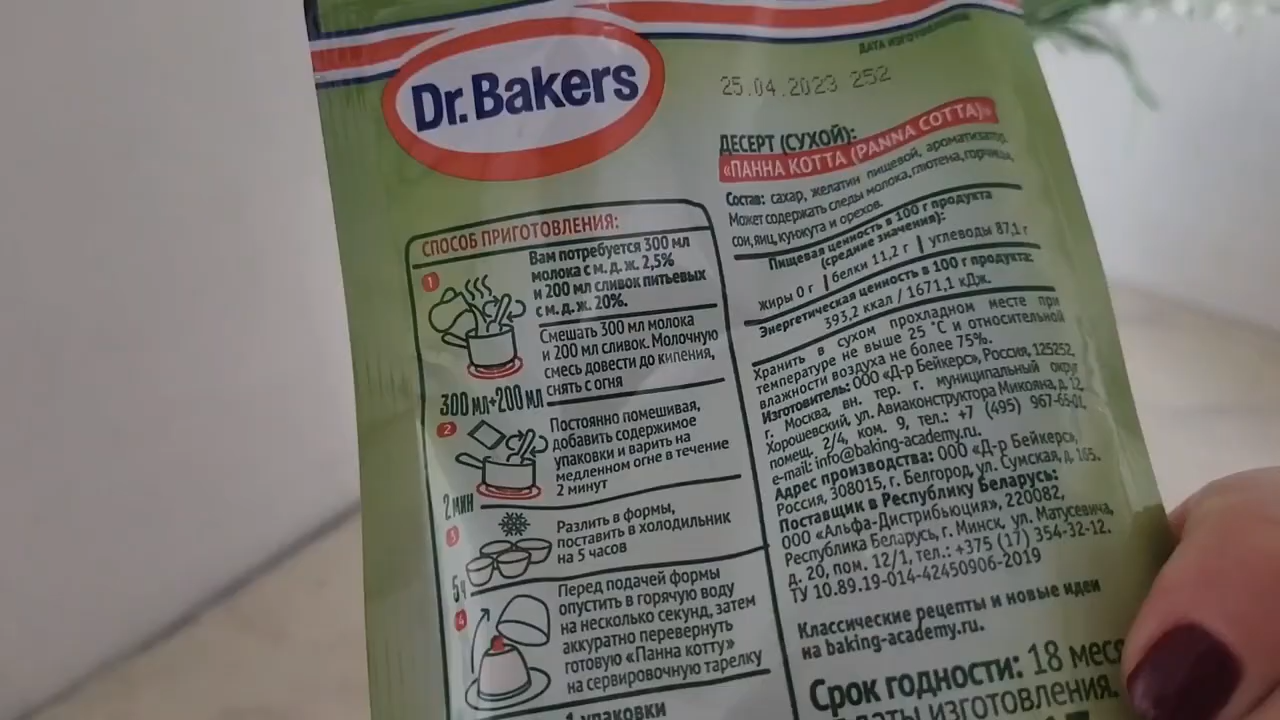 Dr.Bakers
ДАТА ИЗГОТОВЛЕНИЯ
25.04.2023 252
ДЕСЕРТ (СУХОЙ):
«ПАННА КОТТА (PANNA COTTA)»
Состав: сахар, желатин пищевой, ароматизатор.
Может содержать следы молока, глютена, горчицы,
сои, яиц, кунжута и орехов.
Пищевая ценность в 100 г продукта
(средние значения):
жиры 0 г | белки 11,2 г | углеводы 87,1 г
Энергетическая ценность в 100 г продукта:
393,2 ккал / 1671,1 кДж.
Хранить в сухом прохладном месте при
температуре не выше 25 °C и относительной
влажности воздуха не более 75%.
Изготовитель: ООО «Д-р Бейкерс», Россия, 125252,
г. Москва, вн. тер. г. муниципальный округ
Хорошевский, ул. Авиаконструктора Микояна, д. 12,
помещ. 2/4, ком. 9, тел.: +7 (495) 967-65-01,
e-mail: info@baking-academy.ru.
Адрес производства: ООО «Д-р Бейкерс»,
Россия, 308015, г. Белгород, ул. Сумская, д. 165.
Поставщик в Республику Беларусь:
ООО «Альфа-Дистрибьюция», 220082,
Республика Беларусь, г. Минск, ул. Матусевича,
д. 20, пом. 12/1, тел.: +375 (17) 354-32-12.
ТУ 10.89.19-014-42450906-2019
Классические рецепты и новые идеи
на baking-academy.ru.
Срок годности: 18 меся
даты изготовления.
СПОСОБ ПРИГОТОВЛЕНИЯ:
1
Вам потребуется 300 мл
молока с м. д. ж. 2,5%
и 200 мл сливок питьевых
с м. д. ж. 20%.
Смешать 300 мл молока
и 200 мл сливок. Молочную
смесь довести до кипения,
снять с огня
300 мл+200 мл
2
Постоянно помешивая,
добавить содержимое
упаковки и варить на
медленном огне в течение
2 минут
2 мин
3
Разлить в формы,
поставить в холодильник
на 5 часов
5 ч
4
Перед подачей формы
опустить в горячую воду
на несколько секунд, затем
аккуратно перевернуть
готовую «Панна котту»
на сервировочную тарелку
1 упаковки